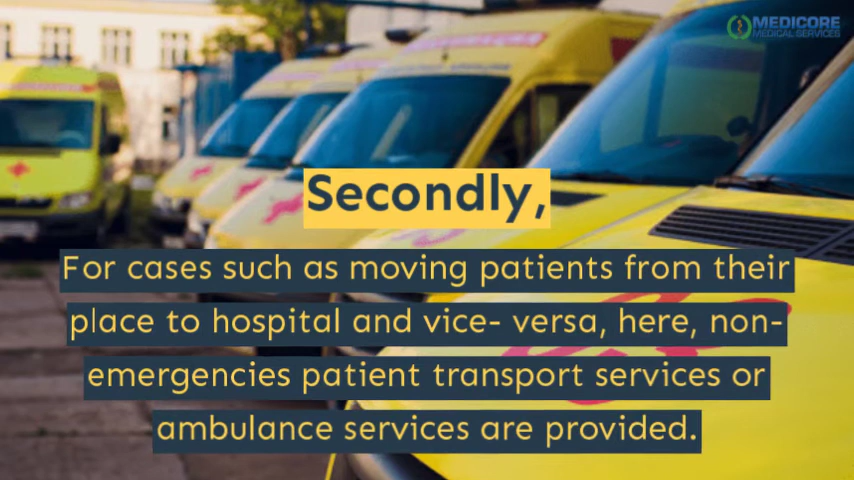 MEDICORE
MEDICAL SERVICES
Secondly,
For cases such as moving patients from their
place to hospital and vice- versa, here, non-
emergencies patient transport services or
ambulance services are provided.